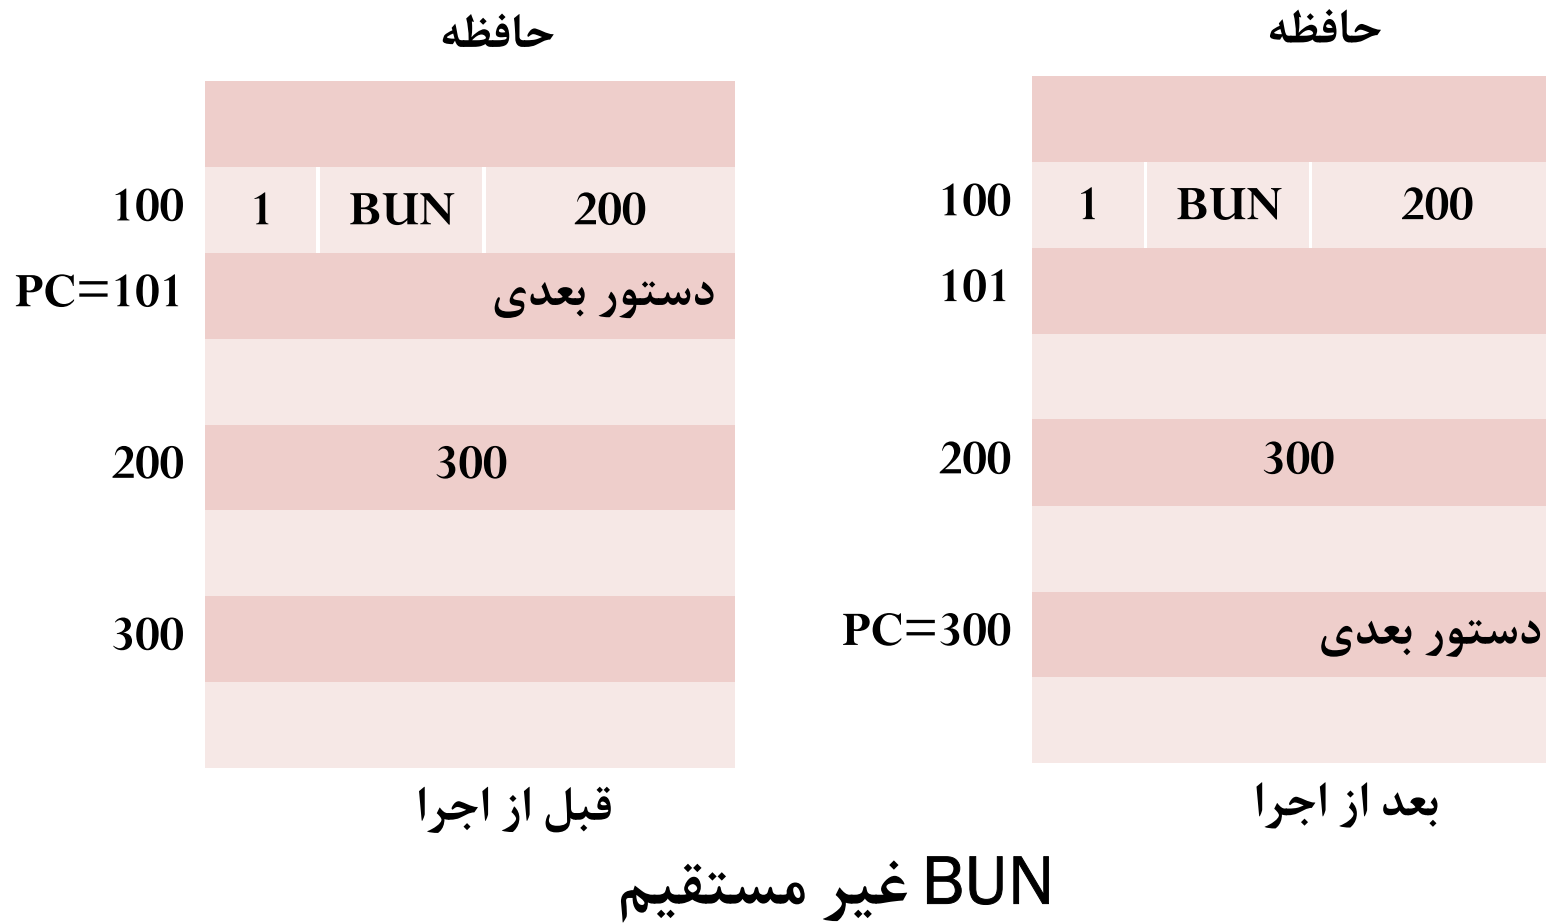 حافظه
100 1 BUN 200
PC=101 دستور بعدی
200 300
300
قبل از اجرا
حافظه
100 1 BUN 200
101
200 300
PC=300 دستور بعدی
بعد از اجرا
BUN غیر مستقیم